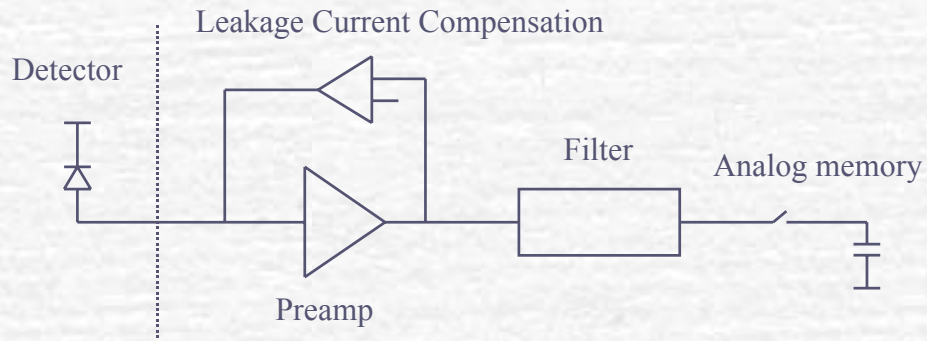 Leakage Current Compensation
Detector
Filter
Analog memory
Preamp